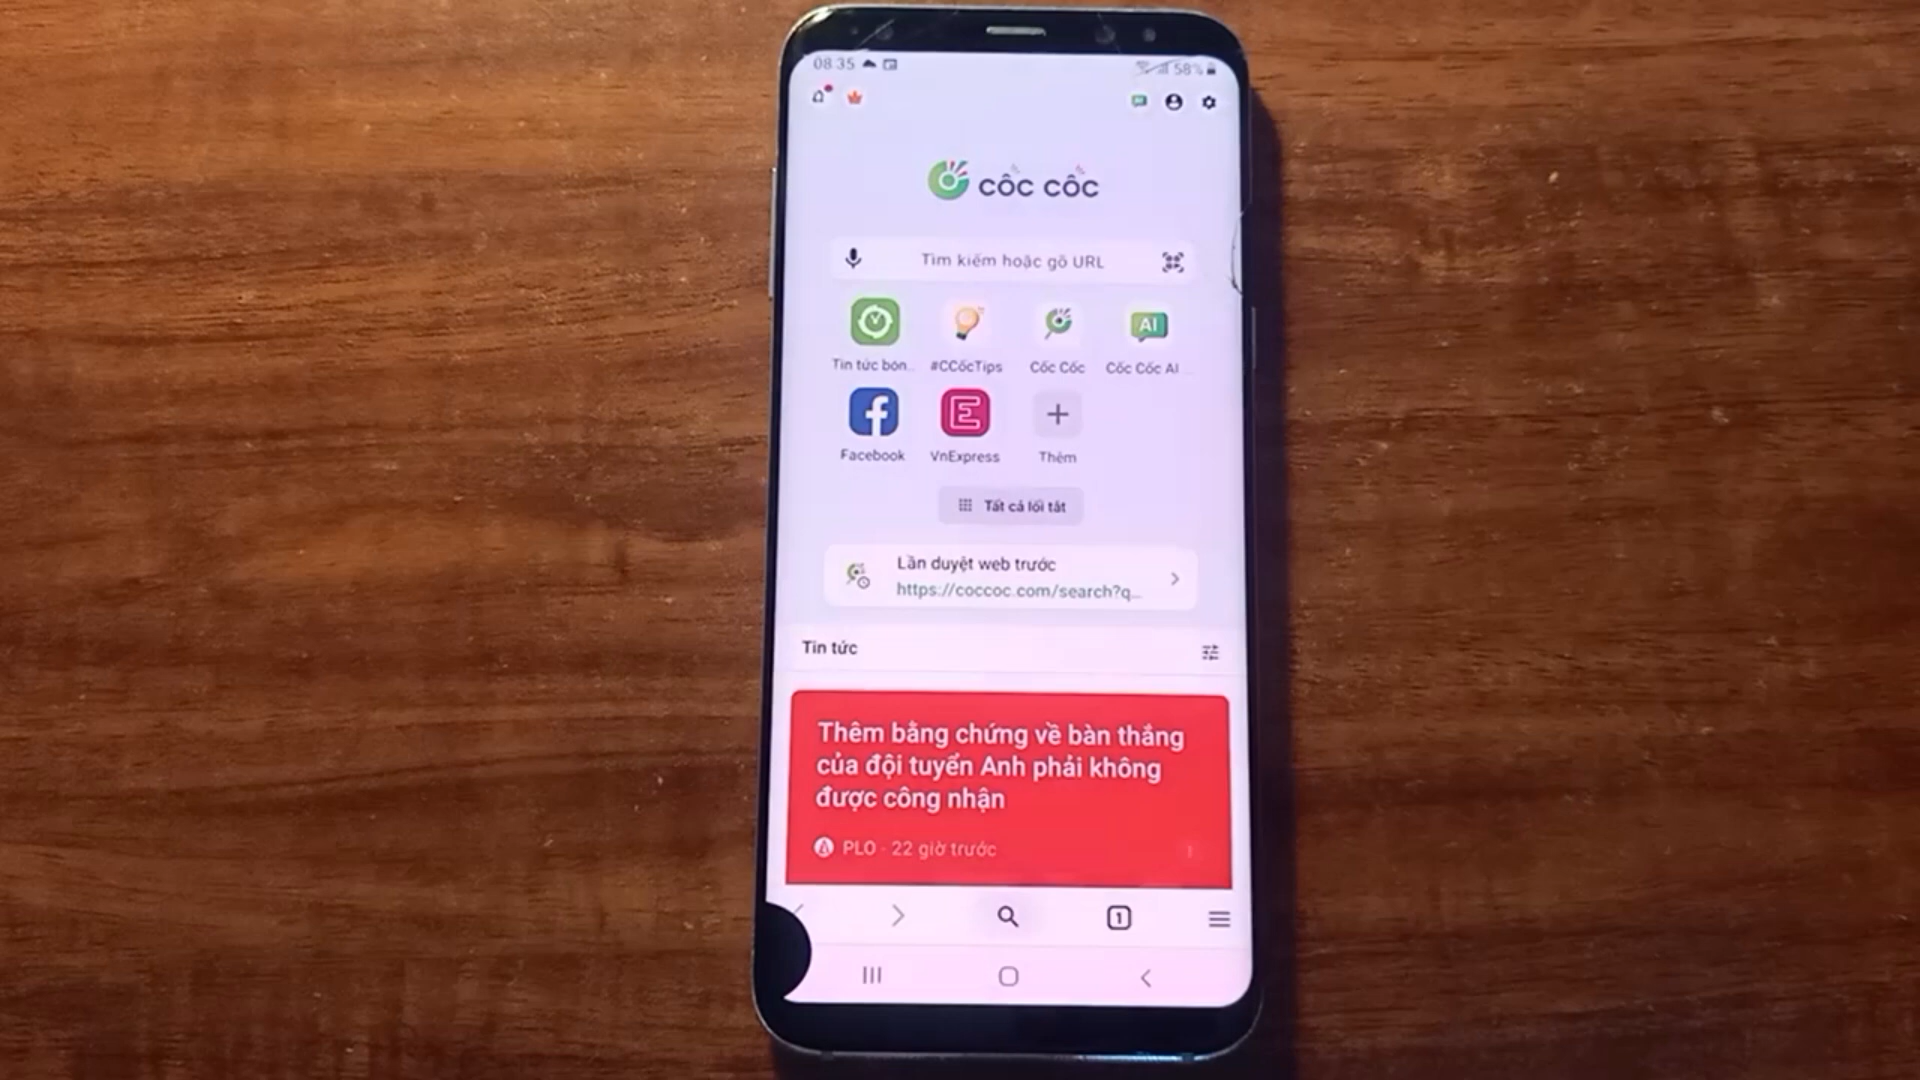 08:35
58%
cốc cốc
Tìm kiếm hoặc gõ URL
AI
Tin tức bón...
#CCốcTips
Cốc Cốc
Cốc Cốc AI ...
Facebook
VnExpress
Thêm
Tất cả lối tắt
Lần duyệt web trước
https://coccoc.com/search?q...
Tin tức
Thêm bằng chứng về bàn thắng
của đội tuyển Anh phải không
được công nhận
PLO · 22 giờ trước
1